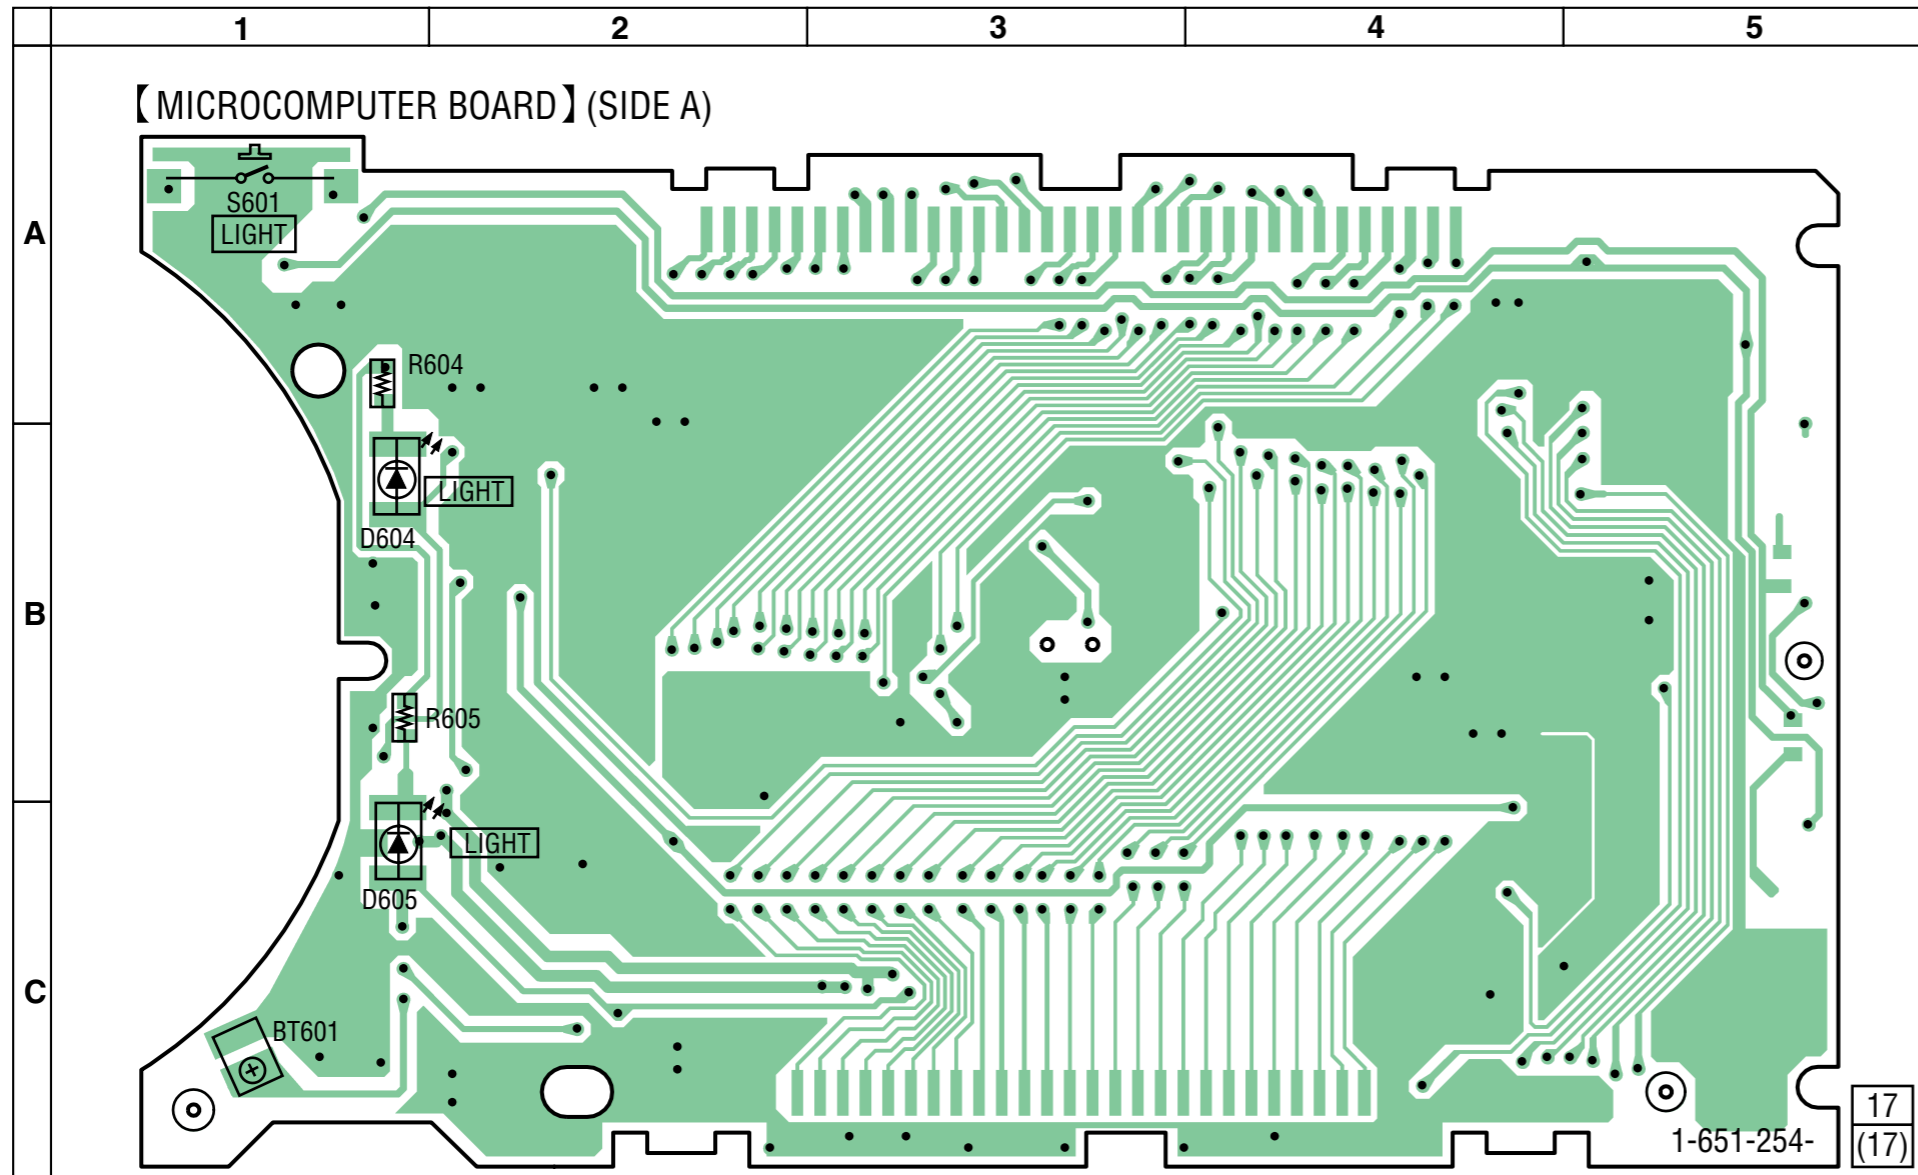 1 2 3 4 5
【MICROCOMPUTER BOARD】(SIDE A)
S601
LIGHT
A
R604
LIGHT
D604
B
R605
LIGHT
D605
C
BT601
17
1-651-254-
(17)